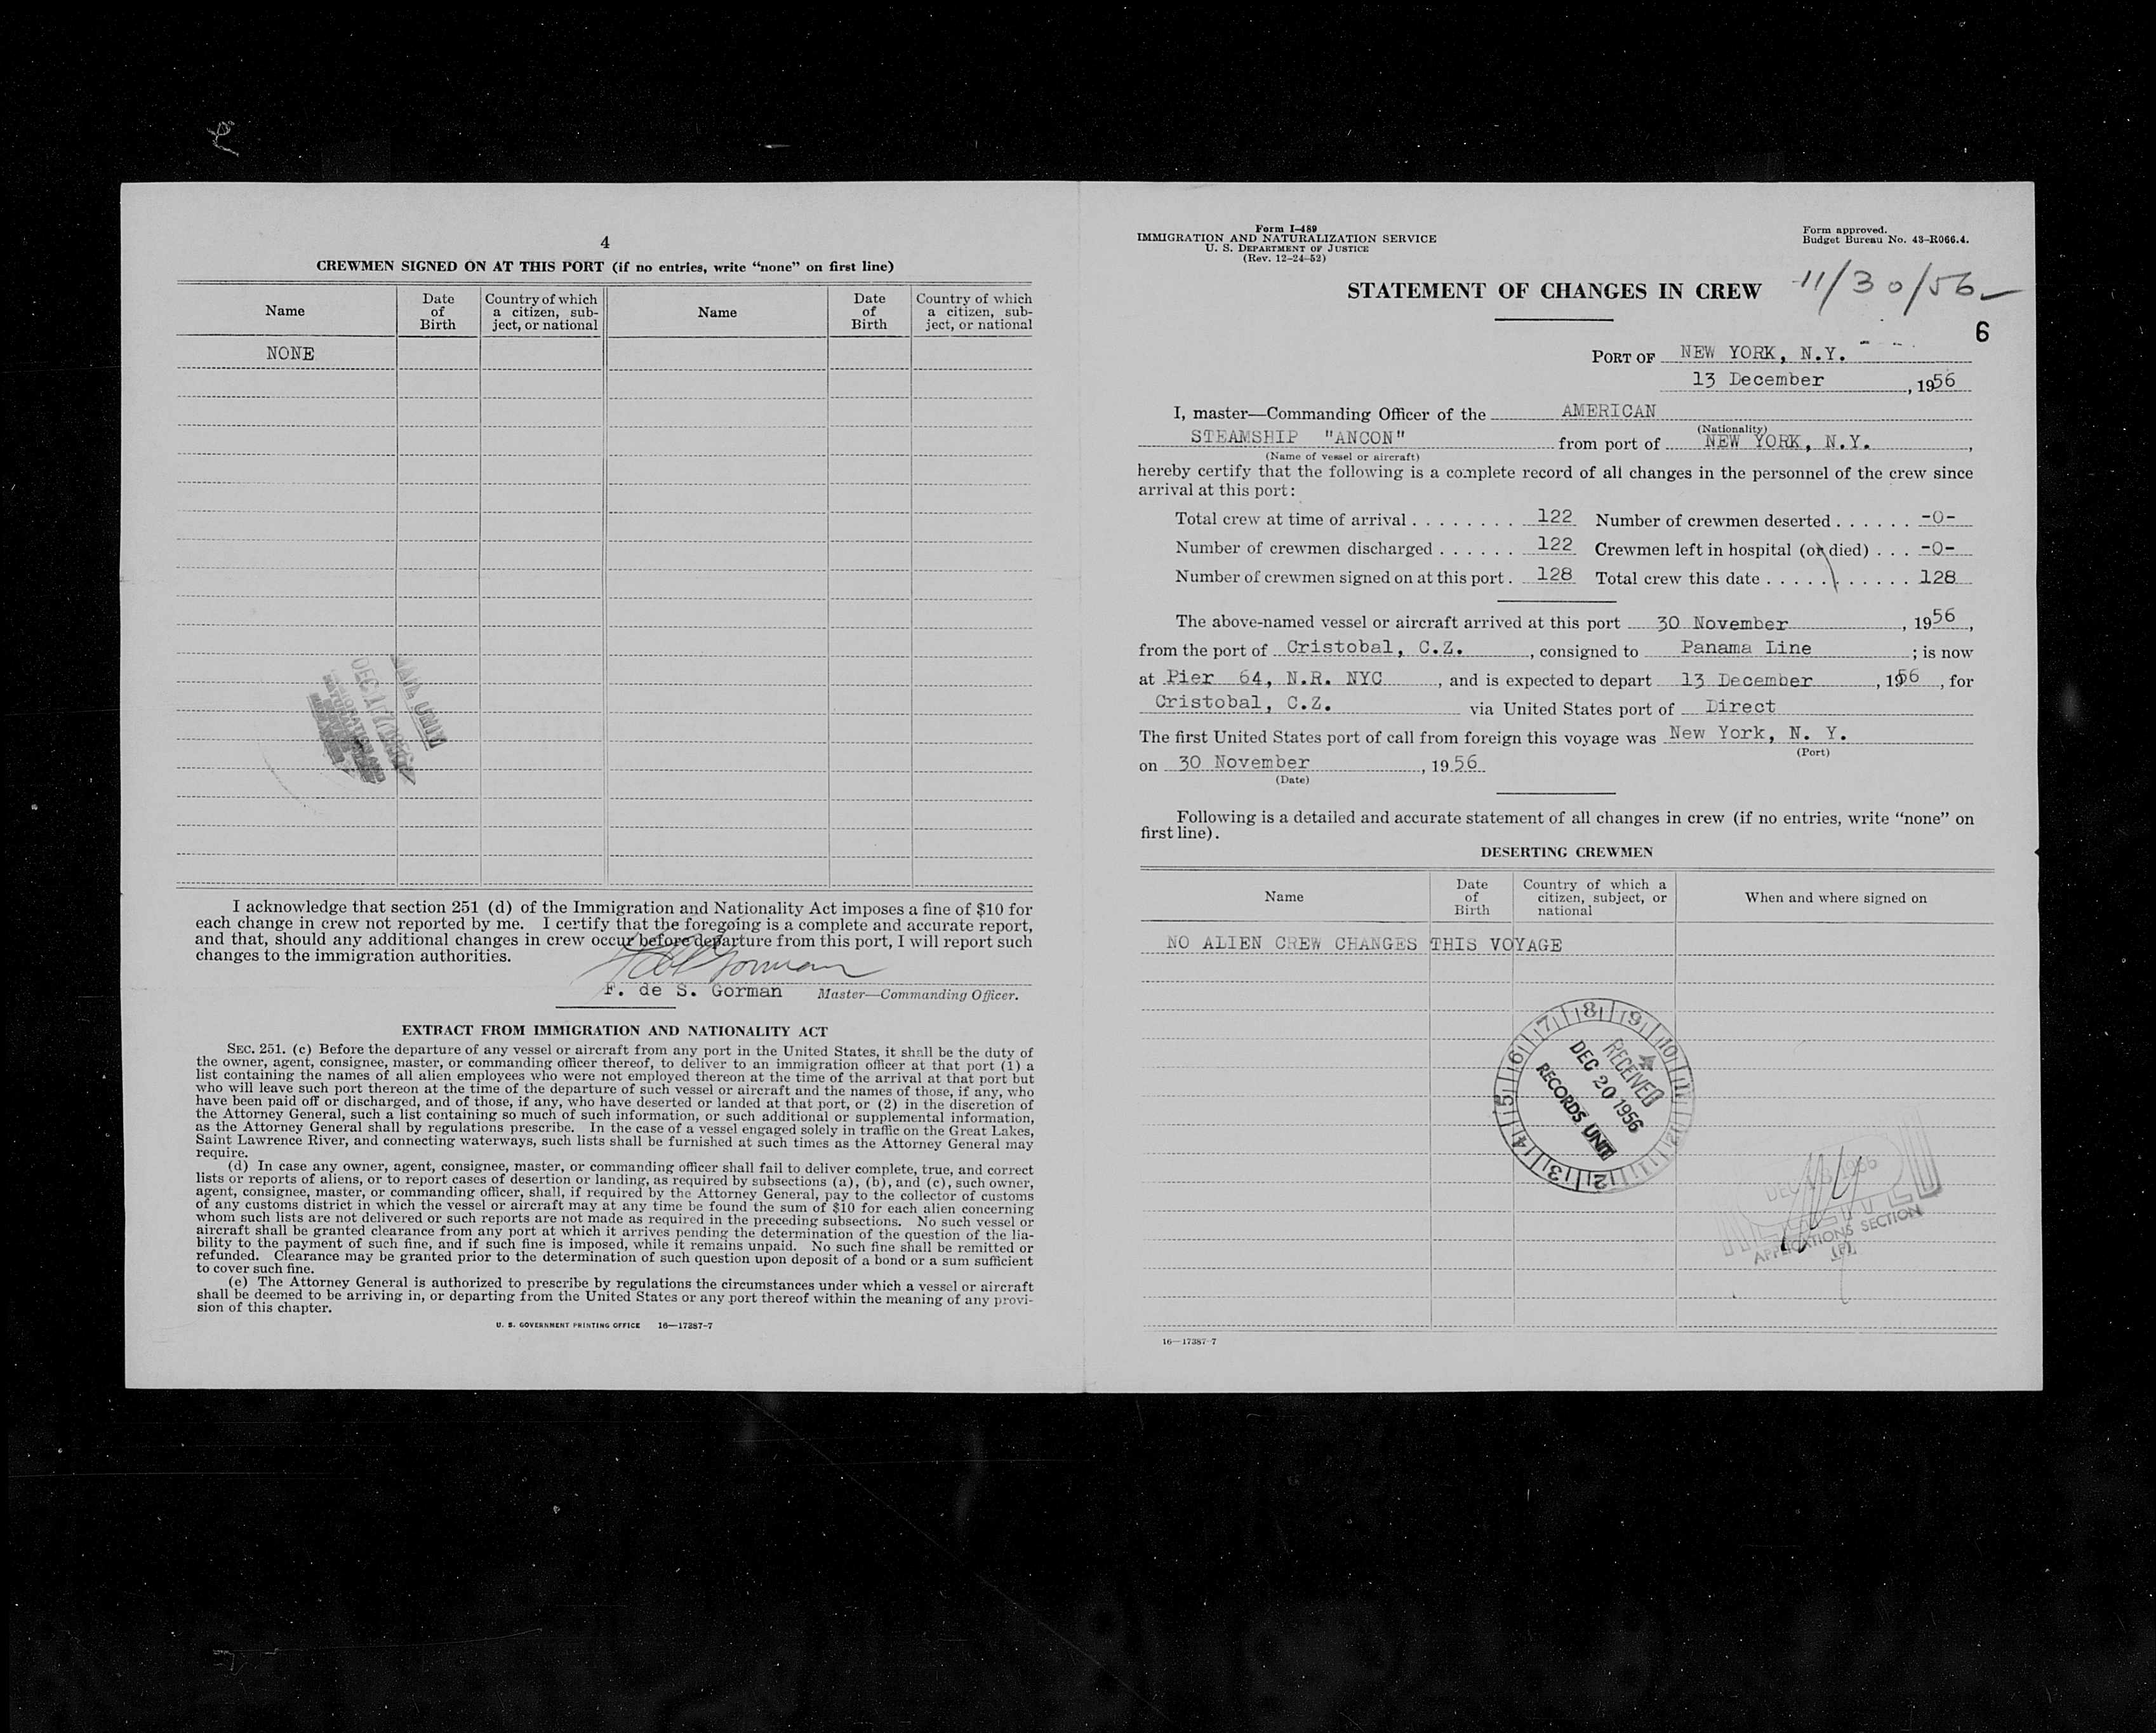 4
CREWMEN SIGNED ON AT THIS PORT (if no entries, write “none” on first line)
Name | Date of Birth | Country of which a citizen, subject, or national | Name | Date of Birth | Country of which a citizen, subject, or national
NONE
I acknowledge that section 251 (d) of the Immigration and Nationality Act imposes a fine of $10 for
each change in crew not reported by me. I certify that the foregoing is a complete and accurate report,
and that, should any additional changes in crew occur before departure from this port, I will report such
changes to the immigration authorities.
F. de S. Gorman Master—Commanding Officer.
EXTRACT FROM IMMIGRATION AND NATIONALITY ACT
SEC. 251. (c) Before the departure of any vessel or aircraft from any port in the United States, it shall be the duty of
the owner, agent, consignee, master, or commanding officer thereof, to deliver to an immigration officer at that port (1) a
list containing the names of all alien employees who were not employed thereon at the time of the arrival at that port but
who will leave such port thereon at the time of the departure of such vessel or aircraft and the names of those, if any, who
have been paid off or discharged, and of those, if any, who have deserted or landed at that port, or (2) in the discretion of
the Attorney General, such a list containing so much of such information, or such additional or supplemental information,
as the Attorney General shall by regulations prescribe. In the case of a vessel engaged solely in traffic on the Great Lakes,
Saint Lawrence River, and connecting waterways, such lists shall be furnished at such times as the Attorney General may
require.
(d) In case any owner, agent, consignee, master, or commanding officer shall fail to deliver complete, true, and correct
lists or reports of aliens, or to report cases of desertion or landing, as required by subsections (a), (b), and (c), such owner,
agent, consignee, master, or commanding officer, shall, if required by the Attorney General, pay to the collector of customs
of any customs district in which the vessel or aircraft may at any time be found the sum of $10 for each alien concerning
whom such lists are not delivered or such reports are not made as required in the preceding subsections. No such vessel or
aircraft shall be granted clearance from any port at which it arrives pending the determination of the question of the lia-
bility to the payment of such fine, and if such fine is imposed, while it remains unpaid. No such fine shall be remitted or
refunded. Clearance may be granted prior to the determination of such question upon deposit of a bond or a sum sufficient
to cover such fine.
(e) The Attorney General is authorized to prescribe by regulations the circumstances under which a vessel or aircraft
shall be deemed to be arriving in, or departing from the United States or any port thereof within the meaning of any provi-
sion of this chapter.
U. S. GOVERNMENT PRINTING OFFICE 16—17387-7
Form I-489
IMMIGRATION AND NATURALIZATION SERVICE
U. S. DEPARTMENT OF JUSTICE
(Rev. 12-24-52)
Form approved.
Budget Bureau No. 43-R066.4.
STATEMENT OF CHANGES IN CREW
11/30/56
6
PORT OF NEW YORK, N.Y.
13 December, 1956
I, master—Commanding Officer of the AMERICAN
(Nationality)
STEAMSHIP "ANCON" from port of NEW YORK, N.Y.,
(Name of vessel or aircraft)
hereby certify that the following is a complete record of all changes in the personnel of the crew since
arrival at this port:
Total crew at time of arrival . . . . . . . . 122 Number of crewmen deserted . . . . . . -0-
Number of crewmen discharged . . . . . . 122 Crewmen left in hospital (or died) . . . -0-
Number of crewmen signed on at this port . 128 Total crew this date . . . . . . . . . . 128
The above-named vessel or aircraft arrived at this port 30 November, 1956,
from the port of Cristobal, C.Z., consigned to Panama Line; is now
at Pier 64, N.R. NYC, and is expected to depart 13 December, 1956, for
Cristobal, C.Z. via United States port of Direct
The first United States port of call from foreign this voyage was New York, N. Y.
(Port)
on 30 November, 1956
(Date)
Following is a detailed and accurate statement of all changes in crew (if no entries, write “none” on
first line).
DESERTING CREWMEN
Name | Date of Birth | Country of which a citizen, subject, or national | When and where signed on
NO ALIEN CREW CHANGES THIS VOYAGE
7 8 9 10 11 12 1 2 3 4 5 6
RECEIVED
DEC 20 1956
RECORDS UNIT
APPLICATIONS SECTION
16—17387-7